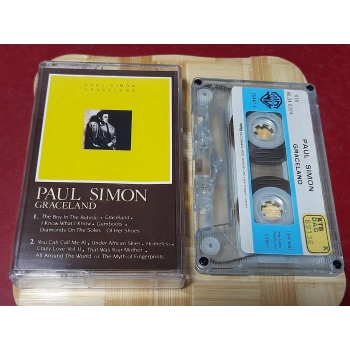 PAUL SIMON
GRACELAND
PAUL SIMON
GRACELAND
1. The Boy In The Bubble • Graceland •
I Know What I Know • Gumboots •
Diamonds On The Soles Of Her Shoes
2. You Call Call Me Al • Under African Skies • Homeless •
Crazy Love Vol. II • That Was Your Mother •
All Around The World or The Myth of Fingerprints
PAUL SIMON
GRACELAND